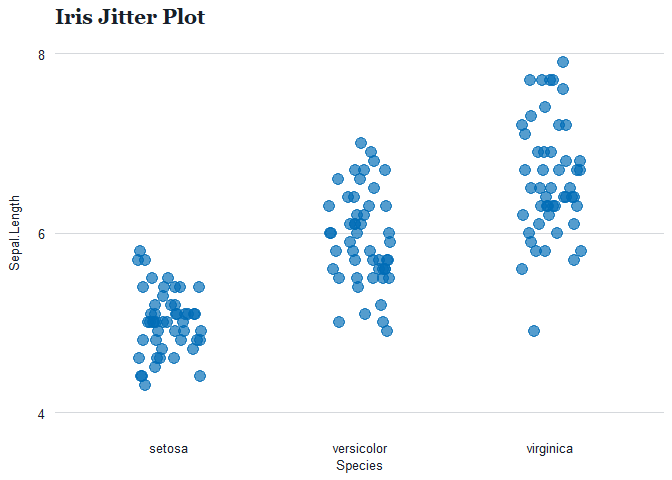 Iris Jitter Plot
8
6
4
Sepal.Length
setosa versicolor virginica
Species